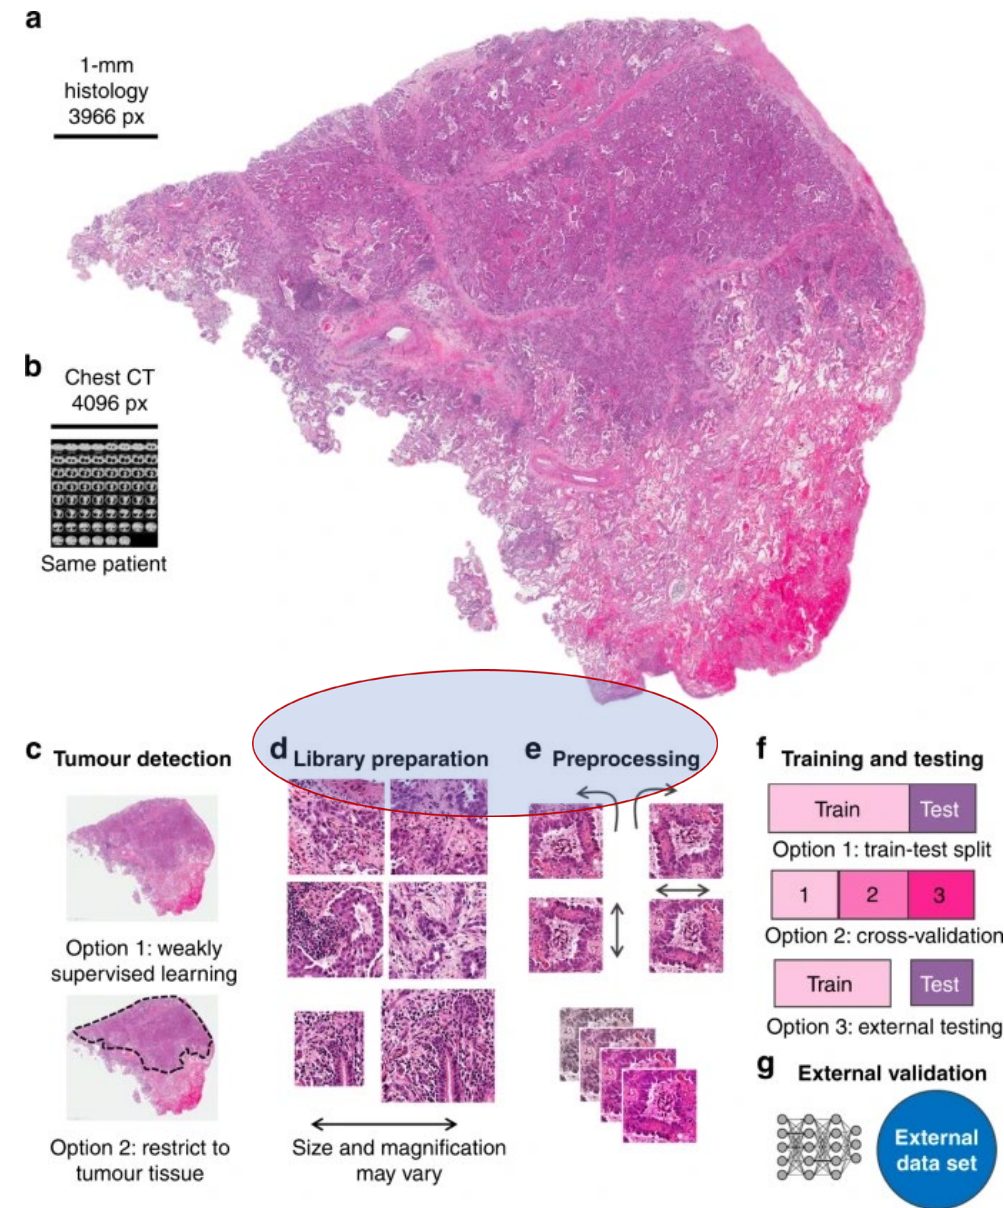 a
1-mm
histology
3966 px
b
Chest CT
4096 px
Same patient
c Tumour detection
Option 1: weakly
supervised learning
Option 2: restrict to
tumour tissue
d Library preparation
Size and magnification
may vary
e Preprocessing
f Training and testing
Train Test
Option 1: train-test split
1 2 3
Option 2: cross-validation
Train Test
Option 3: external testing
g External validation
External
data set